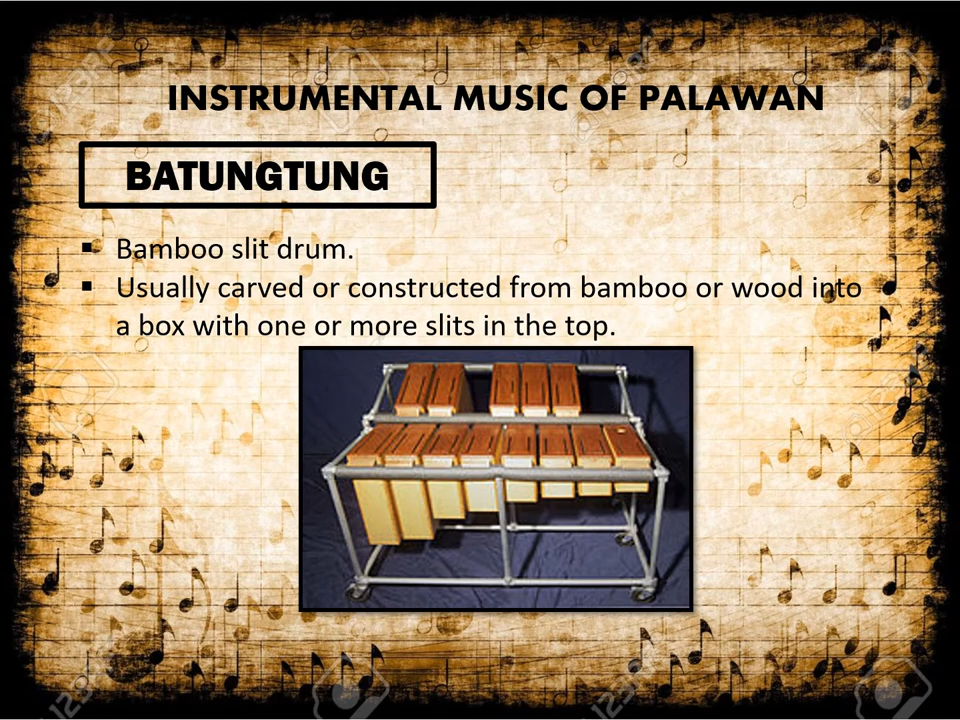 INSTRUMENTAL MUSIC OF PALAWAN
BATUNGTUNG
▪ Bamboo slit drum.
▪ Usually carved or constructed from bamboo or wood into
a box with one or more slits in the top.